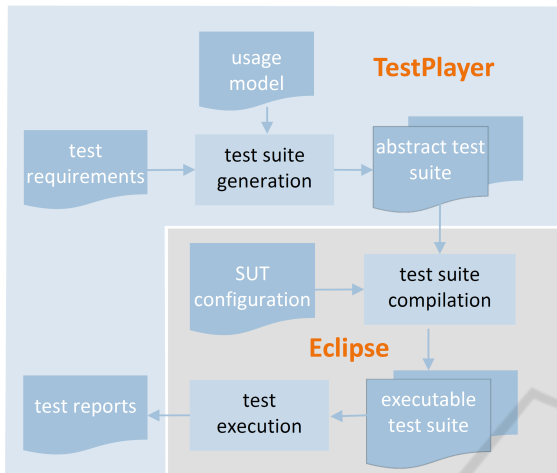 usage
model
TestPlayer
test
requirements
test suite
generation
abstract test
suite
SUT
configuration
test suite
compilation
Eclipse
test reports
test
execution
executable
test suite